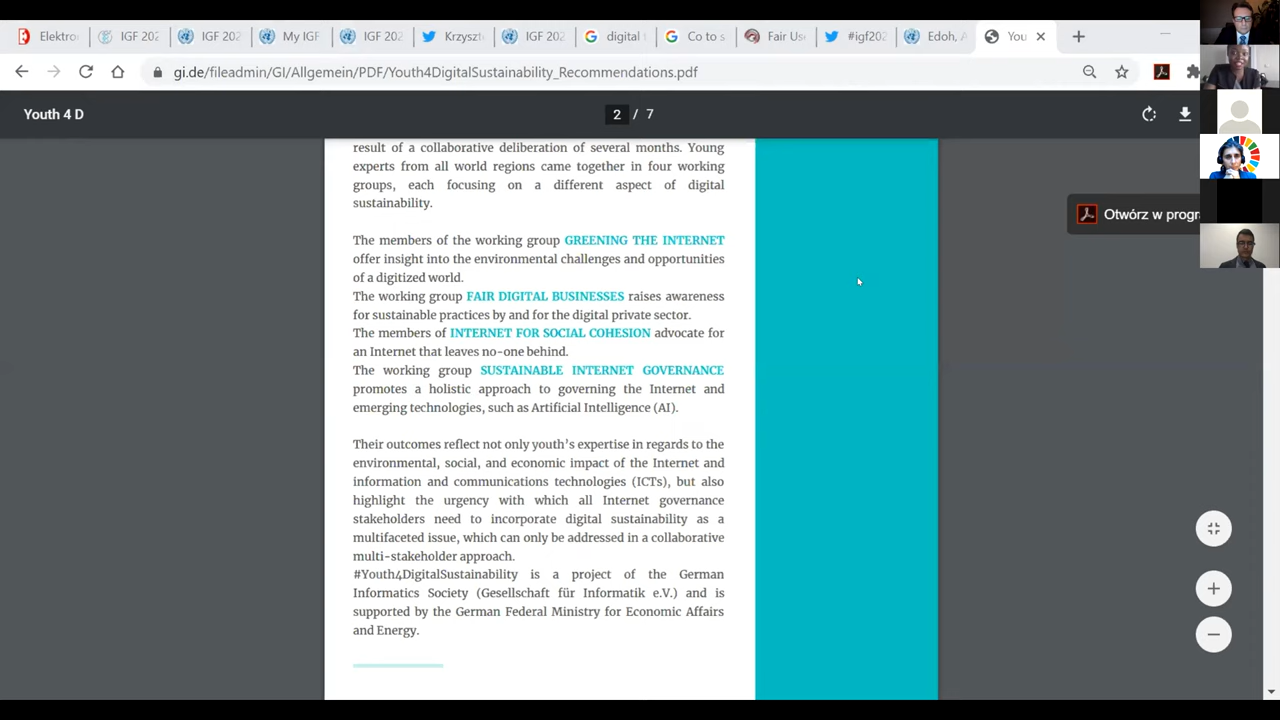 Elektro
IGF 202
IGF 202
My IGF
IGF 202
Krzyszt
IGF 202
digital t
Co to s
Fair Use
#igf202
Edoh, A
You
gi.de/fileadmin/GI/Allgemein/PDF/Youth4DigitalSustainability_Recommendations.pdf
Youth 4 D
2 / 7
Otwórz w progra
result of a collaborative deliberation of several months. Young
experts from all world regions came together in four working
groups, each focusing on a different aspect of digital
sustainability.
The members of the working group GREENING THE INTERNET
offer insight into the environmental challenges and opportunities
of a digitized world.
The working group FAIR DIGITAL BUSINESSES raises awareness
for sustainable practices by and for the digital private sector.
The members of INTERNET FOR SOCIAL COHESION advocate for
an Internet that leaves no-one behind.
The working group SUSTAINABLE INTERNET GOVERNANCE
promotes a holistic approach to governing the Internet and
emerging technologies, such as Artificial Intelligence (AI).
Their outcomes reflect not only youth's expertise in regards to the
environmental, social, and economic impact of the Internet and
information and communications technologies (ICTs), but also
highlight the urgency with which all Internet governance
stakeholders need to incorporate digital sustainability as a
multifaceted issue, which can only be addressed in a collaborative
multi-stakeholder approach.
#Youth4DigitalSustainability is a project of the German
Informatics Society (Gesellschaft für Informatik e.V.) and is
supported by the German Federal Ministry for Economic Affairs
and Energy.